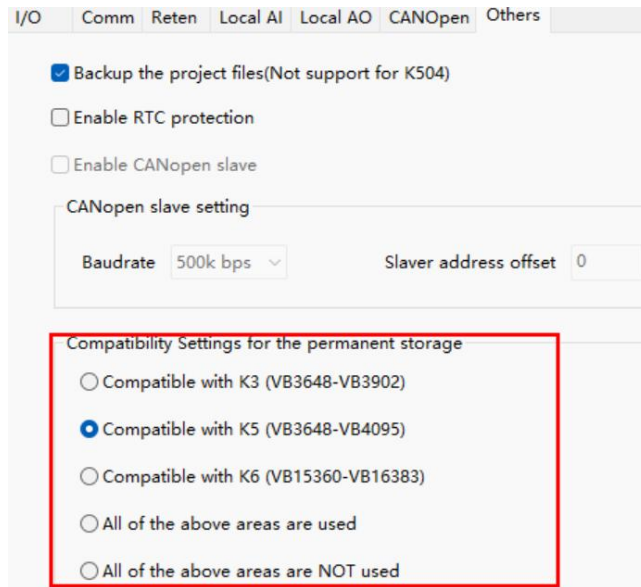 I/O Comm Reten Local AI Local AO CANOpen Others
Backup the project files(Not support for K504)
Enable RTC protection
Enable CANopen slave
CANopen slave setting
Baudrate 500k bps Slaver address offset 0
Compatibility Settings for the permanent storage
Compatible with K3 (VB3648-VB3902)
Compatible with K5 (VB3648-VB4095)
Compatible with K6 (VB15360-VB16383)
All of the above areas are used
All of the above areas are NOT used